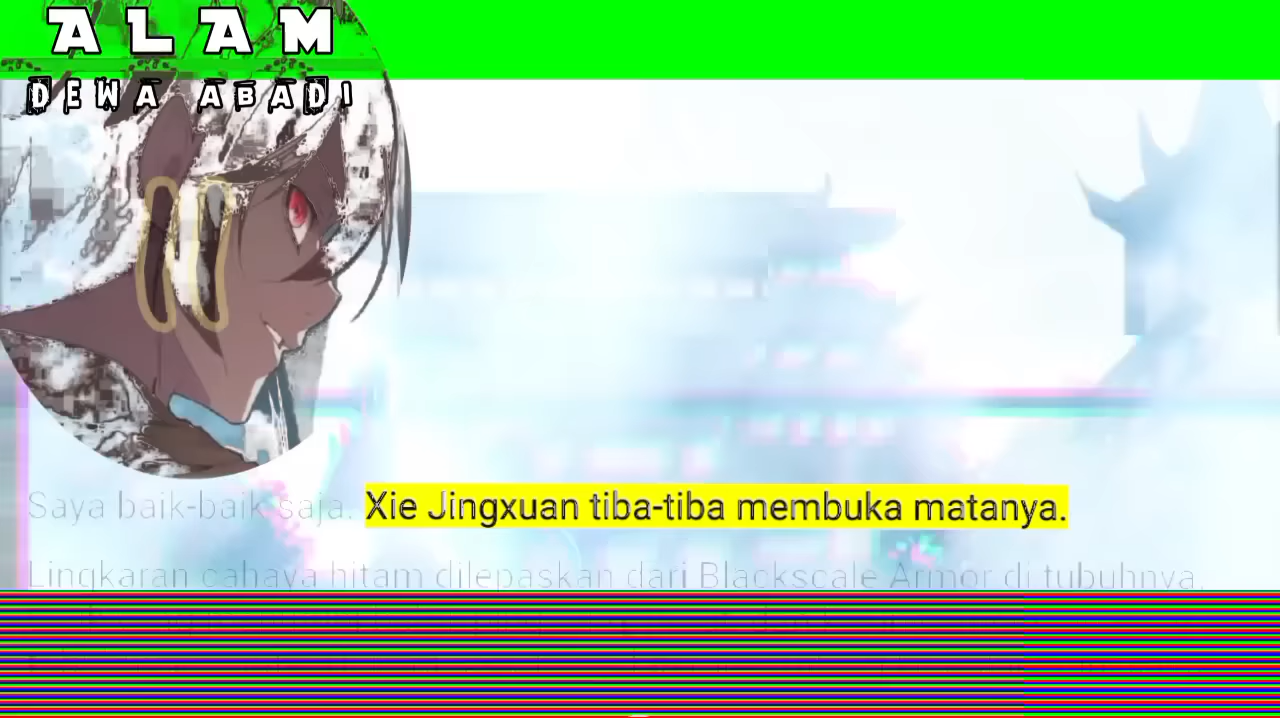 ALAM
DEWA ABADI
Saya baik-baik saja. Xie Jingxuan tiba-tiba membuka matanya.
Lingkaran cahaya hitam dilepaskan dari Blackscale Armor di tubuhnya.